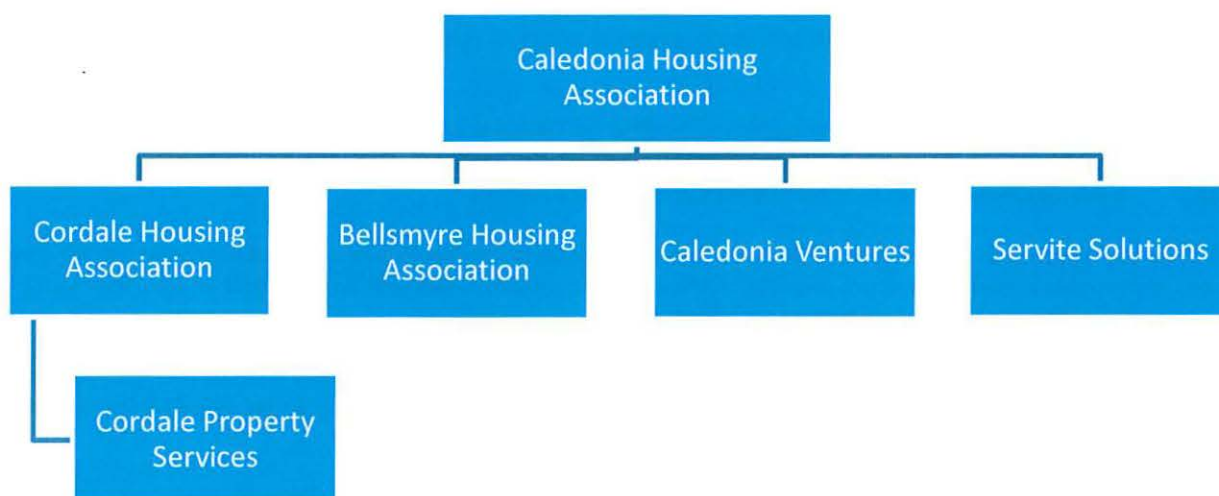 Caledonia Housing
Association
Cordale Housing
Association
Bellsmyre Housing
Association
Caledonia Ventures
Servite Solutions
Cordale Property
Services